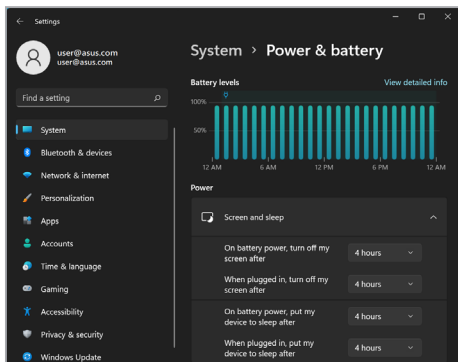 Settings
user@asus.com
user@asus.com
Find a setting
System
Bluetooth & devices
Network & internet
Personalization
Apps
Accounts
Time & language
Gaming
Accessibility
Privacy & security
Windows Update
System > Power & battery
Battery levels
View detailed info
100%
50%
12 AM
6 AM
12 PM
6 PM
12 AM
Power
Screen and sleep
On battery power, turn off my
screen after
4 hours
When plugged in, turn off my
screen after
4 hours
On battery power, put my
device to sleep after
4 hours
When plugged in, put my
device to sleep after
4 hours